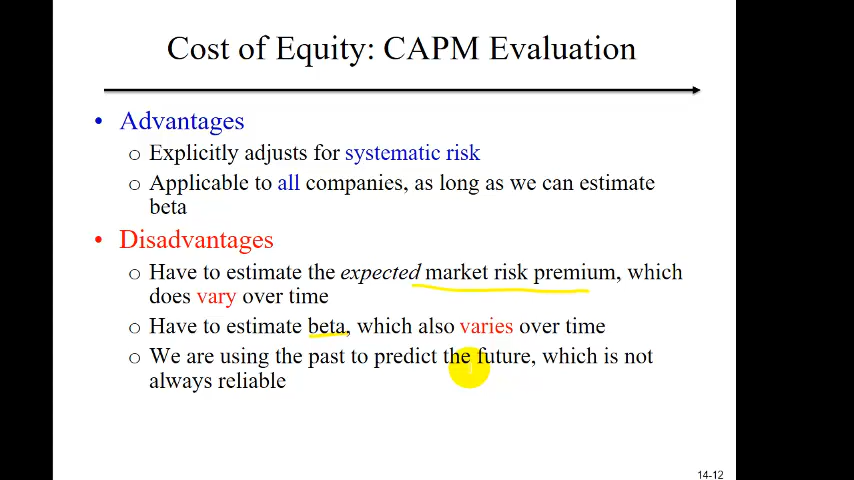 Cost of Equity: CAPM Evaluation
• Advantages
o Explicitly adjusts for systematic risk
o Applicable to all companies, as long as we can estimate
beta
• Disadvantages
o Have to estimate the expected market risk premium, which
does vary over time
o Have to estimate beta, which also varies over time
o We are using the past to predict the future, which is not
always reliable
14-12